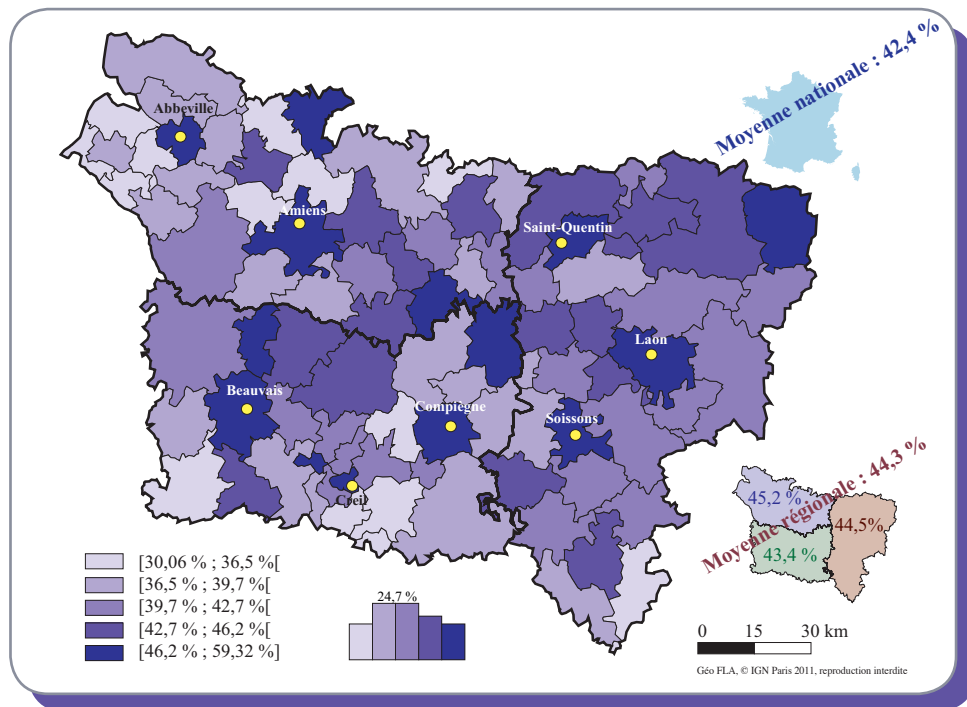 Moyenne nationale : 42,4 %
Abbeville
Amiens
Saint-Quentin
Laon
Beauvais
Compiègne
Soissons
Creil
Moyenne régionale : 44,3 %
45,2 %
44,5%
43,4 %
[30,06 % ; 36,5 %[
[36,5 % ; 39,7 %[
[39,7 % ; 42,7 %[
[42,7 % ; 46,2 %[
[46,2 % ; 59,32 %]
24,7 %
0 15 30 km
Géo FLA, © IGN Paris 2011, reproduction interdite